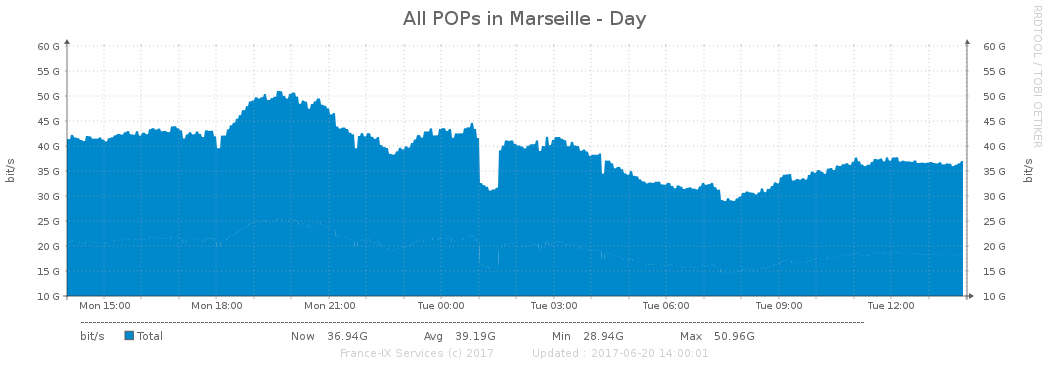 All POPs in Marseille - Day
RRDTOOL / TOBI OETIKER
bit/s
60 G
55 G
50 G
45 G
40 G
35 G
30 G
25 G
20 G
15 G
10 G
60 G
55 G
50 G
45 G
40 G
35 G
30 G
25 G
20 G
15 G
10 G
bit/s
Mon 15:00 Mon 18:00 Mon 21:00 Tue 00:00 Tue 03:00 Tue 06:00 Tue 09:00 Tue 12:00
bit/s Total Now 36.94G Avg 39.19G Min 28.94G Max 50.96G
France-IX Services (c) 2017 Updated : 2017-06-20 14:00:01